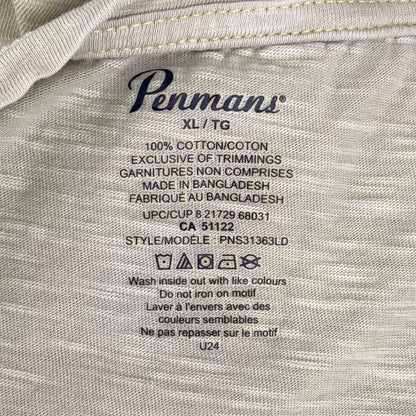 Penmans®
XL / TG
100% COTTON/COTON
EXCLUSIVE OF TRIMMINGS
GARNITURES NON COMPRISES
MADE IN BANGLADESH
FABRIQUÉ AU BANGLADESH
UPC/CUP 8 21729 68031
CA 51122
STYLE/MODÈLE : PNS31363LD
Wash inside out with like colours
Do not iron on motif
Laver à l'envers avec des
couleurs semblables
Ne pas repasser sur le motif
U24